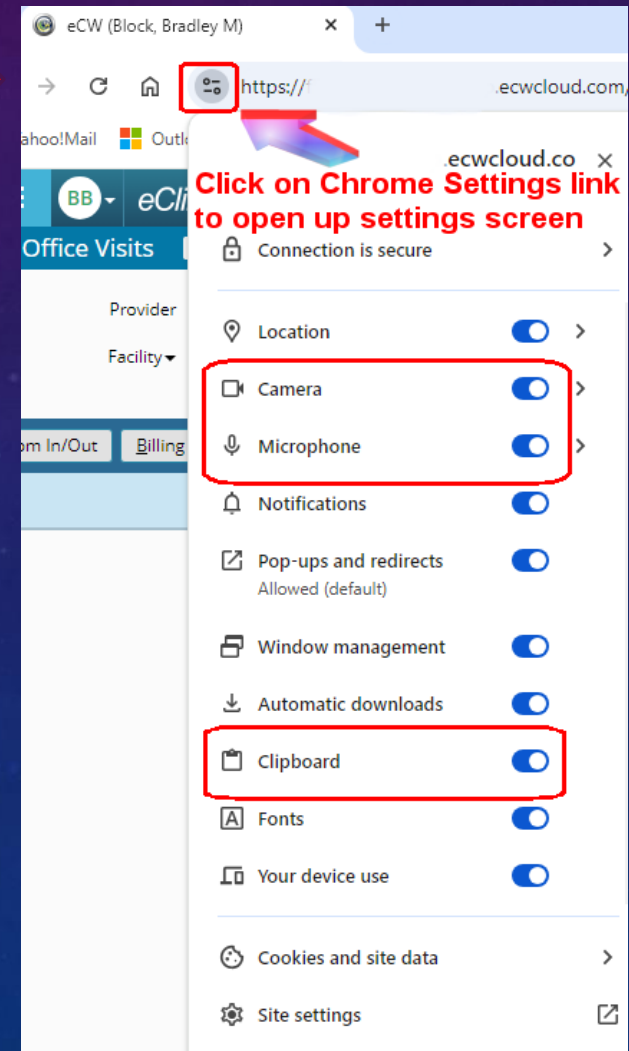 eCW (Block, Bradley M)
https://
.ecwcloud.com/
ahoo!Mail
Outl
.ecwcloud.co
Click on Chrome Settings link
to open up settings screen
BB
eCli
Office Visits
Connection is secure
Provider
Location
Facility
Camera
om In/Out
Billing
Microphone
Notifications
Pop-ups and redirects
Allowed (default)
Window management
Automatic downloads
Clipboard
A
Fonts
Your device use
Cookies and site data
Site settings